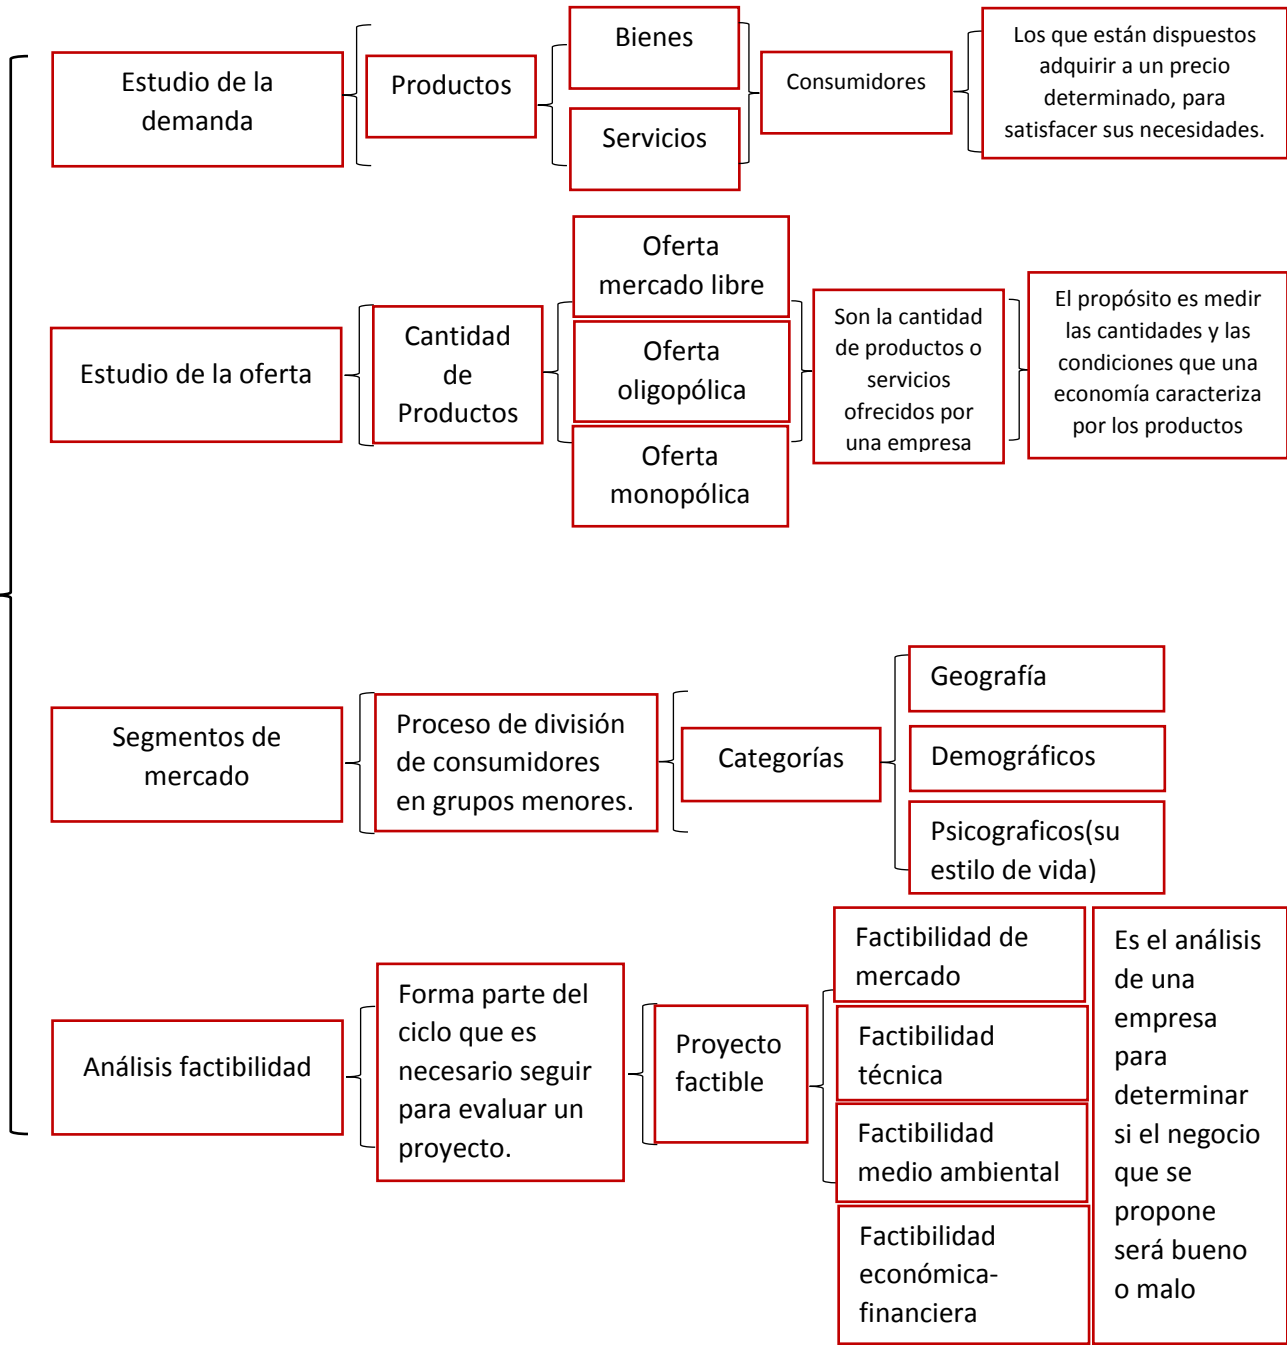 Estudio de la
demanda
Productos
Bienes
Servicios
Consumidores
Los que están dispuestos
adquirir a un precio
determinado, para
satisfacer sus necesidades.
Estudio de la oferta
Cantidad
de
Productos
Oferta
mercado libre
Oferta
oligopólica
Oferta
monopólica
Son la cantidad
de productos o
servicios
ofrecidos por
una empresa
El propósito es medir
las cantidades y las
condiciones que una
economía caracteriza
por los productos
Segmentos de
mercado
Proceso de división
de consumidores
en grupos menores.
Categorías
Geografía
Demográficos
Psicograficos(su
estilo de vida)
Análisis factibilidad
Forma parte del
ciclo que es
necesario seguir
para evaluar un
proyecto.
Proyecto
factible
Factibilidad de
mercado
Factibilidad
técnica
Factibilidad
medio ambiental
Factibilidad
económica-
financiera
Es el análisis
de una
empresa
para
determinar
si el negocio
que se
propone
será bueno
o malo